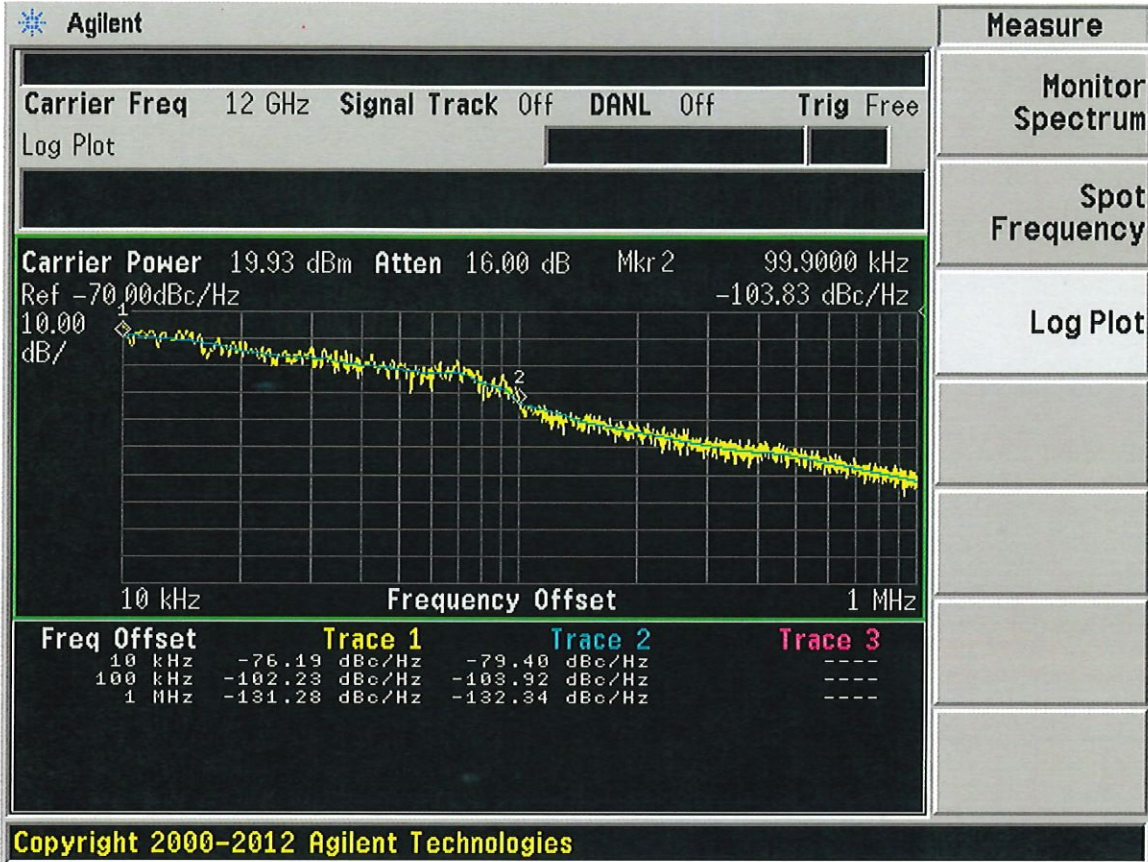 Agilent
Measure
Carrier Freq 12 GHz Signal Track Off DANL Off Trig Free
Log Plot
Monitor
Spectrum
Spot
Frequency
Log Plot
Carrier Power 19.93 dBm Atten 16.00 dB Mkr 2 99.9000 kHz
Ref -70.00dBc/Hz -103.83 dBc/Hz
10.00
dB/
1
2
10 kHz Frequency Offset 1 MHz
Freq Offset Trace 1 Trace 2 Trace 3
10 kHz -76.19 dBc/Hz -79.40 dBc/Hz ----
100 kHz -102.23 dBc/Hz -103.92 dBc/Hz ----
1 MHz -131.28 dBc/Hz -132.34 dBc/Hz ----
Copyright 2000-2012 Agilent Technologies